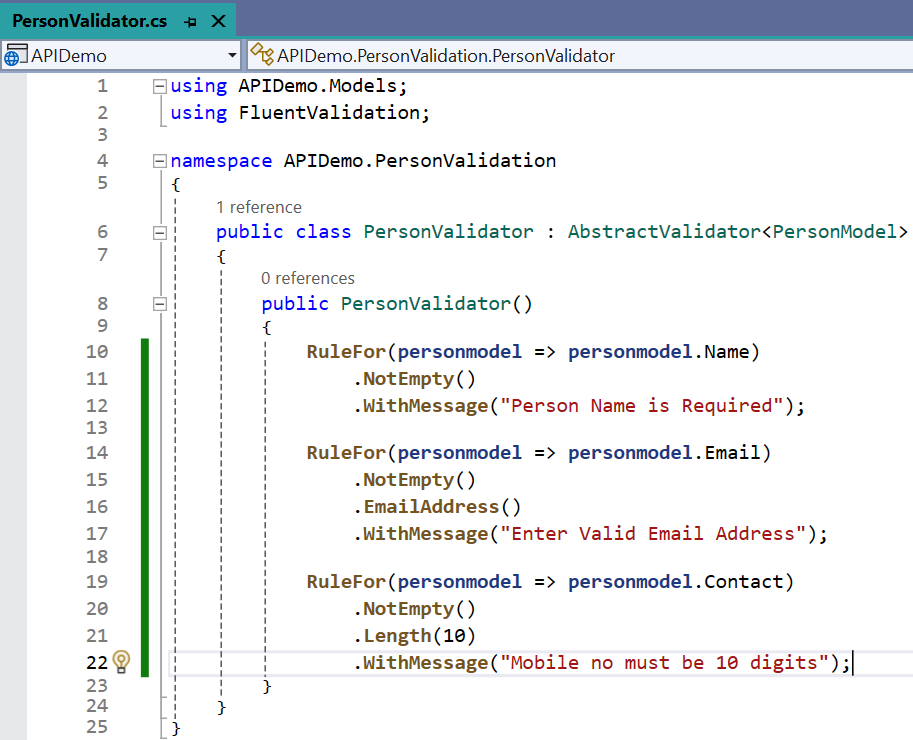 PersonValidator.cs
APIDemo APIDemo.PersonValidation.PersonValidator
1 using APIDemo.Models;
2 using FluentValidation;
3
4 namespace APIDemo.PersonValidation
5 {
1 reference
6 public class PersonValidator : AbstractValidator<PersonModel>
7 {
0 references
8 public PersonValidator()
9 {
10 RuleFor(personmodel => personmodel.Name)
11 .NotEmpty()
12 .WithMessage("Person Name is Required");
13
14 RuleFor(personmodel => personmodel.Email)
15 .NotEmpty()
16 .EmailAddress()
17 .WithMessage("Enter Valid Email Address");
18
19 RuleFor(personmodel => personmodel.Contact)
20 .NotEmpty()
21 .Length(10)
22 .WithMessage("Mobile no must be 10 digits");
23 }
24 }
25 }